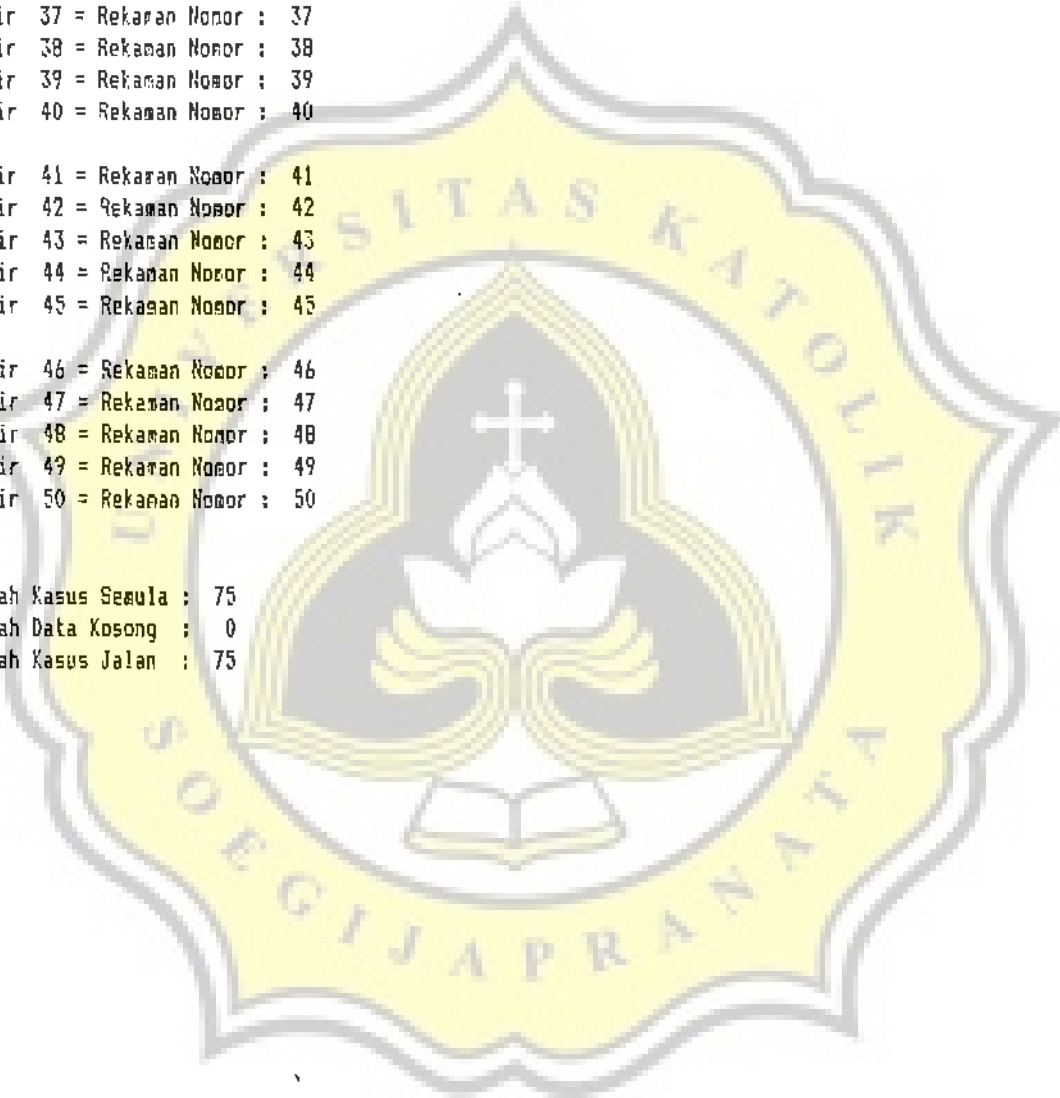 ir 37 = Rekaman Nomor : 37
ir 38 = Rekaman Nomor : 38
ir 39 = Rekaman Nomor : 39
ir 40 = Rekaman Nomor : 40
ir 41 = Rekaman Nomor : 41
ir 42 = Rekaman Nomor : 42
ir 43 = Rekaman Nomor : 43
ir 44 = Rekaman Nomor : 44
ir 45 = Rekaman Nomor : 45
ir 46 = Rekaman Nomor : 46
ir 47 = Rekaman Nomor : 47
ir 48 = Rekaman Nomor : 48
ir 49 = Rekaman Nomor : 49
ir 50 = Rekaman Nomor : 50
ah Kasus Semula : 75
ah Data Kosong : 0
ah Kasus Jalan : 75
UNIVERSITAS KATOLIK
SOEGIJAPRANATA